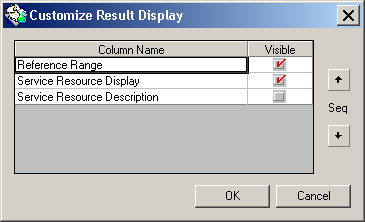 Customize Result Display
Column Name Visible
Reference Range
Service Resource Display
Service Resource Description
Seq
OK Cancel